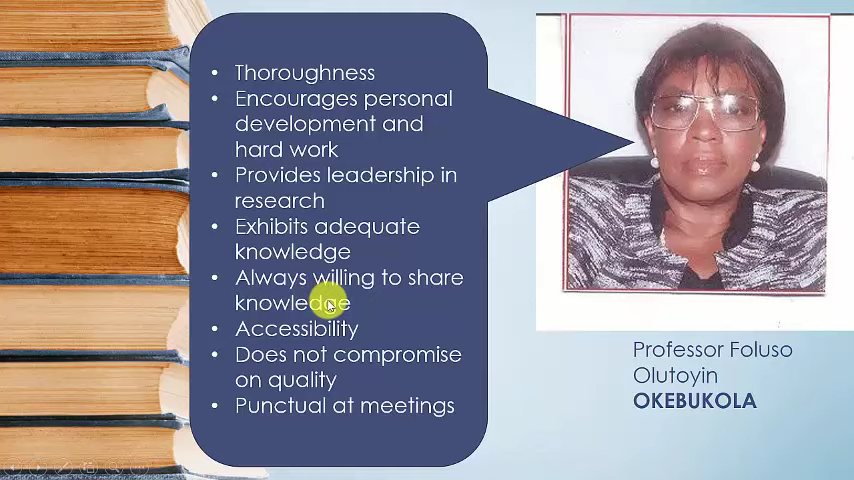 • Thoroughness
• Encourages personal
development and
hard work
• Provides leadership in
research
• Exhibits adequate
knowledge
• Always willing to share
knowledge
• Accessibility
• Does not compromise
on quality
• Punctual at meetings
Professor Foluso
Olutoyin
OKEBUKOLA